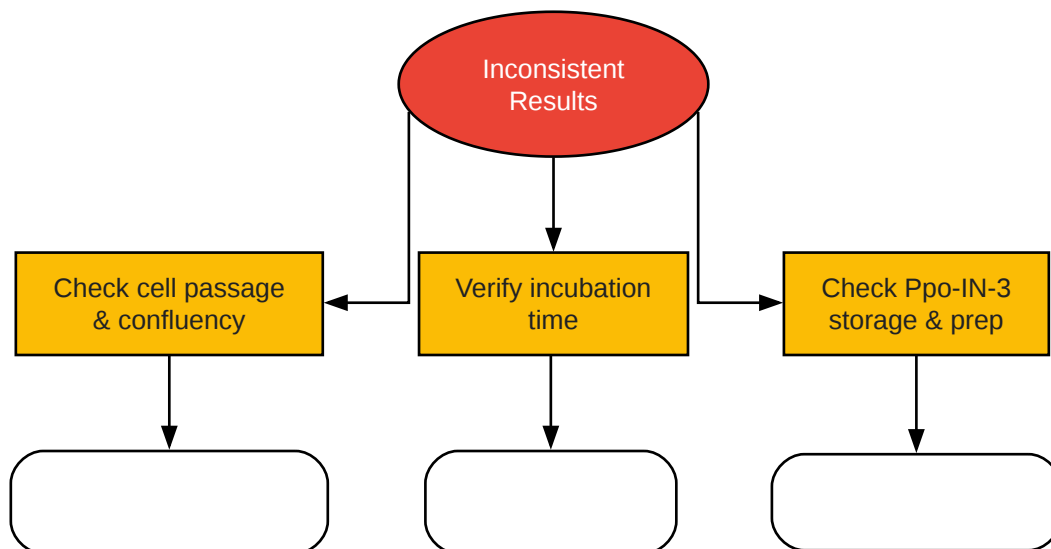 Inconsistent
Results
Check cell passage
& confluency
Verify incubation
time
Check Ppo-IN-3
storage & prep